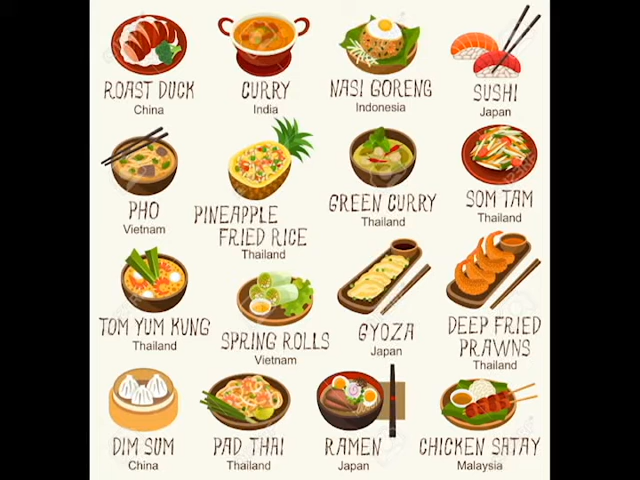 ROAST DUCK
China
CURRY
India
NASI GORENG
Indonesia
SUSHI
Japan
PHO
Vietnam
PINEAPPLE
FRIED RICE
Thailand
GREEN CURRY
Thailand
SOM TAM
Thailand
TOM YUM KUNG
Thailand
SPRING ROLLS
Vietnam
GYOZA
Japan
DEEP FRIED
PRAWNS
Thailand
DIM SUM
China
PAD THAI
Thailand
RAMEN
Japan
CHICKEN SATAY
Malaysia